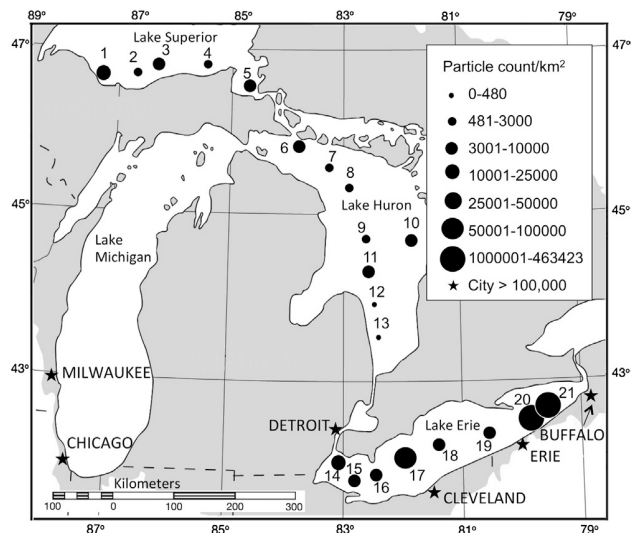 89° 87° 85° 83° 81° 79°
47° 47°
Lake Superior
1 2 3 4 5
Particle count/km2
0-480
481-3000
3001-10000
10001-25000
25001-50000
50001-100000
1000001-463423
City > 100,000
6 7 8
45° 45°
Lake Huron
9 10 11 12 13
Lake
Michigan
43° 43°
MILWAUKEE
CHICAGO
DETROIT
Lake Erie
20 21
BUFFALO
ERIE
14 15 16 17 18 19
CLEVELAND
Kilometers
100 0 100 200 300
87° 85° 83° 81° 79°